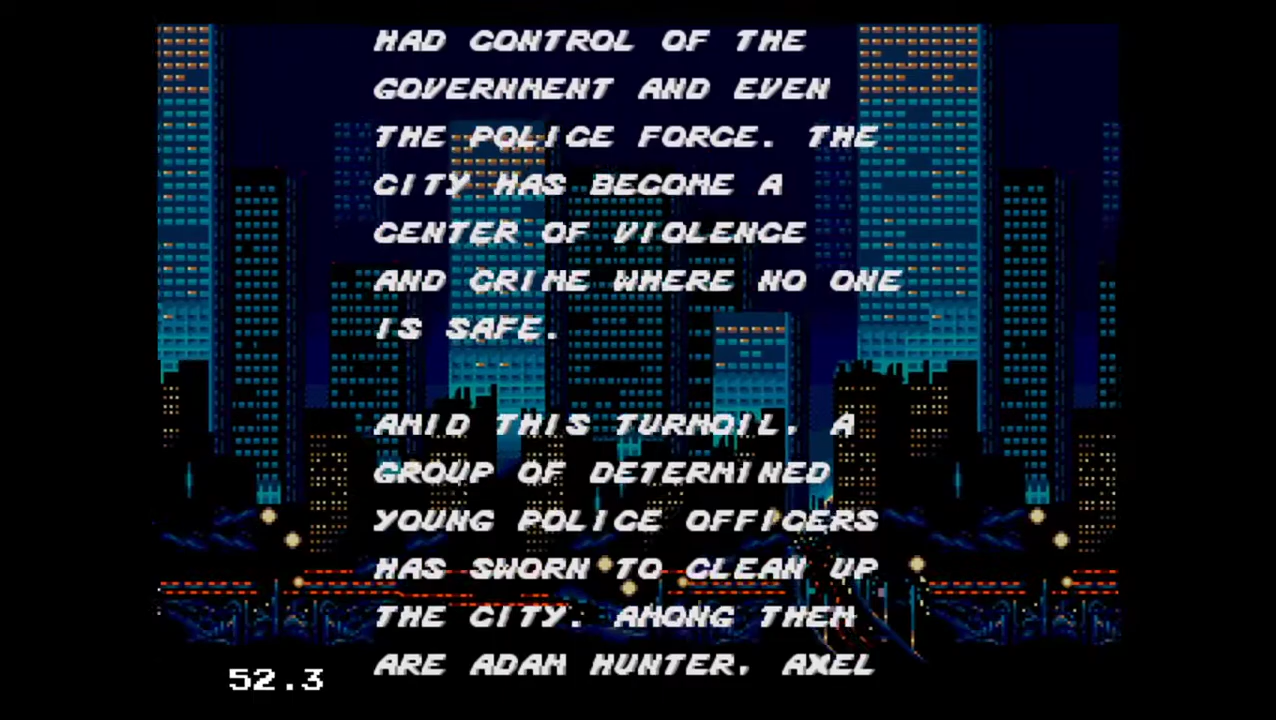 HAD CONTROL OF THE
GOVERNMENT AND EVEN
THE POLICE FORCE. THE
CITY HAS BECOME A
CENTER OF VIOLENCE
AND CRIME WHERE NO ONE
IS SAFE.
AMID THIS TURMOIL, A
GROUP OF DETERMINED
YOUNG POLICE OFFICERS
HAS SWORN TO CLEAN UP
THE CITY. AMONG THEM
ARE ADAM HUNTER, AXEL
52.3